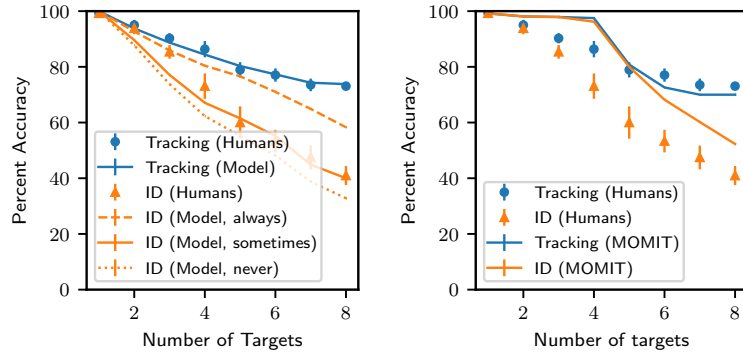 100
80
60
40
20
0
Percent Accuracy
Tracking (Humans)
Tracking (Model)
ID (Humans)
ID (Model, always)
ID (Model, sometimes)
ID (Model, never)
2 4 6 8
Number of Targets
100
80
60
40
20
0
Percent Accuracy
Tracking (Humans)
ID (Humans)
Tracking (MOMIT)
ID (MOMIT)
2 4 6 8
Number of targets